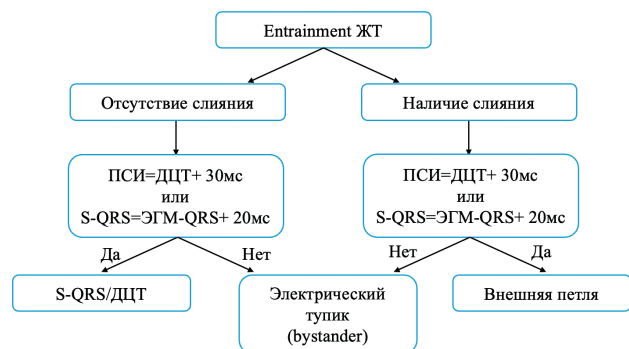 Entrainment ЖТ
Отсутствие слияния
Наличие слияния
ПСИ=ДЦТ+ 30мс
или
S-QRS=ЭГМ-QRS+ 20мс
ПСИ=ДЦТ+ 30мс
или
S-QRS=ЭГМ-QRS+ 20мс
Да
Нет
Нет
Да
S-QRS/ДЦТ
Электрический
тупик
(bystander)
Внешняя петля